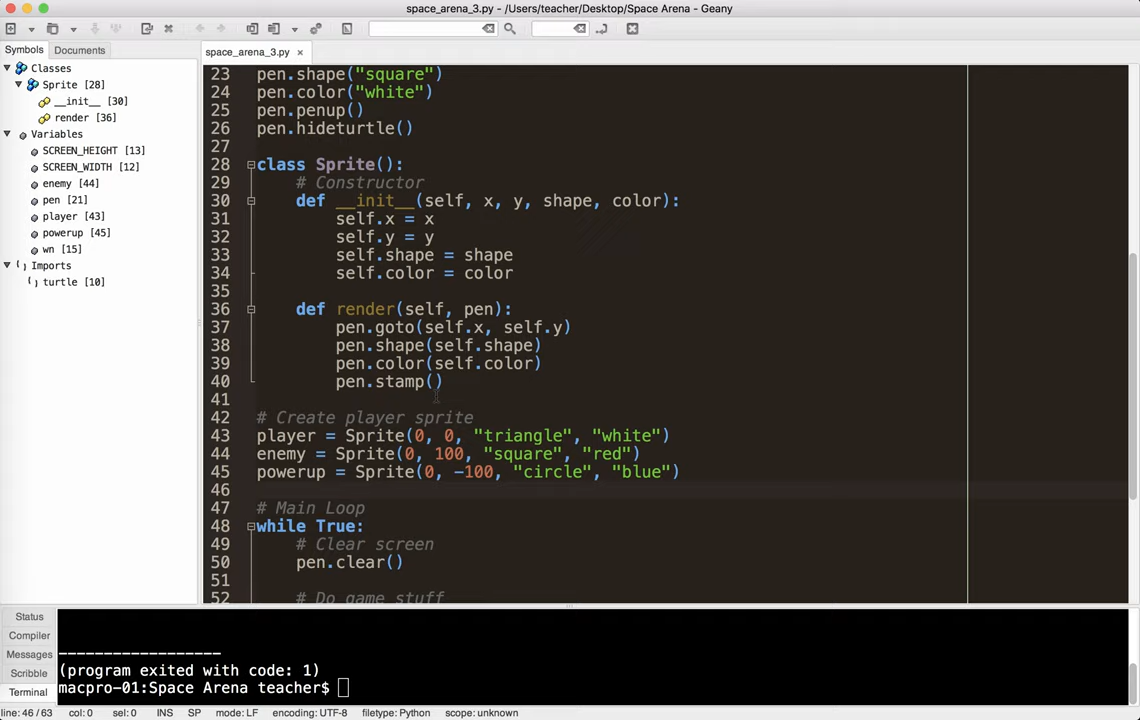 space_arena_3.py - /Users/teacher/Desktop/Space Arena - Geany
Symbols Documents
space_arena_3.py ×
Classes
Sprite [28]
__init__ [30]
render [36]
Variables
SCREEN_HEIGHT [13]
SCREEN_WIDTH [12]
enemy [44]
pen [21]
player [43]
powerup [45]
wn [15]
Imports
turtle [10]
23 pen.shape("square")
24 pen.color("white")
25 pen.penup()
26 pen.hideturtle()
27
28 class Sprite():
29 # Constructor
30 def __init__(self, x, y, shape, color):
31 self.x = x
32 self.y = y
33 self.shape = shape
34 self.color = color
35
36 def render(self, pen):
37 pen.goto(self.x, self.y)
38 pen.shape(self.shape)
39 pen.color(self.color)
40 pen.stamp()
41
42 # Create player sprite
43 player = Sprite(0, 0, "triangle", "white")
44 enemy = Sprite(0, 100, "square", "red")
45 powerup = Sprite(0, -100, "circle", "blue")
46
47 # Main Loop
48 while True:
49 # Clear screen
50 pen.clear()
51
52 # Do game stuff
Status
Compiler
Messages
Scribble
Terminal
------------------
(program exited with code: 1)
macpro-01:Space Arena teacher$
line: 46 / 63 col: 0 sel: 0 INS SP mode: LF encoding: UTF-8 filetype: Python scope: unknown